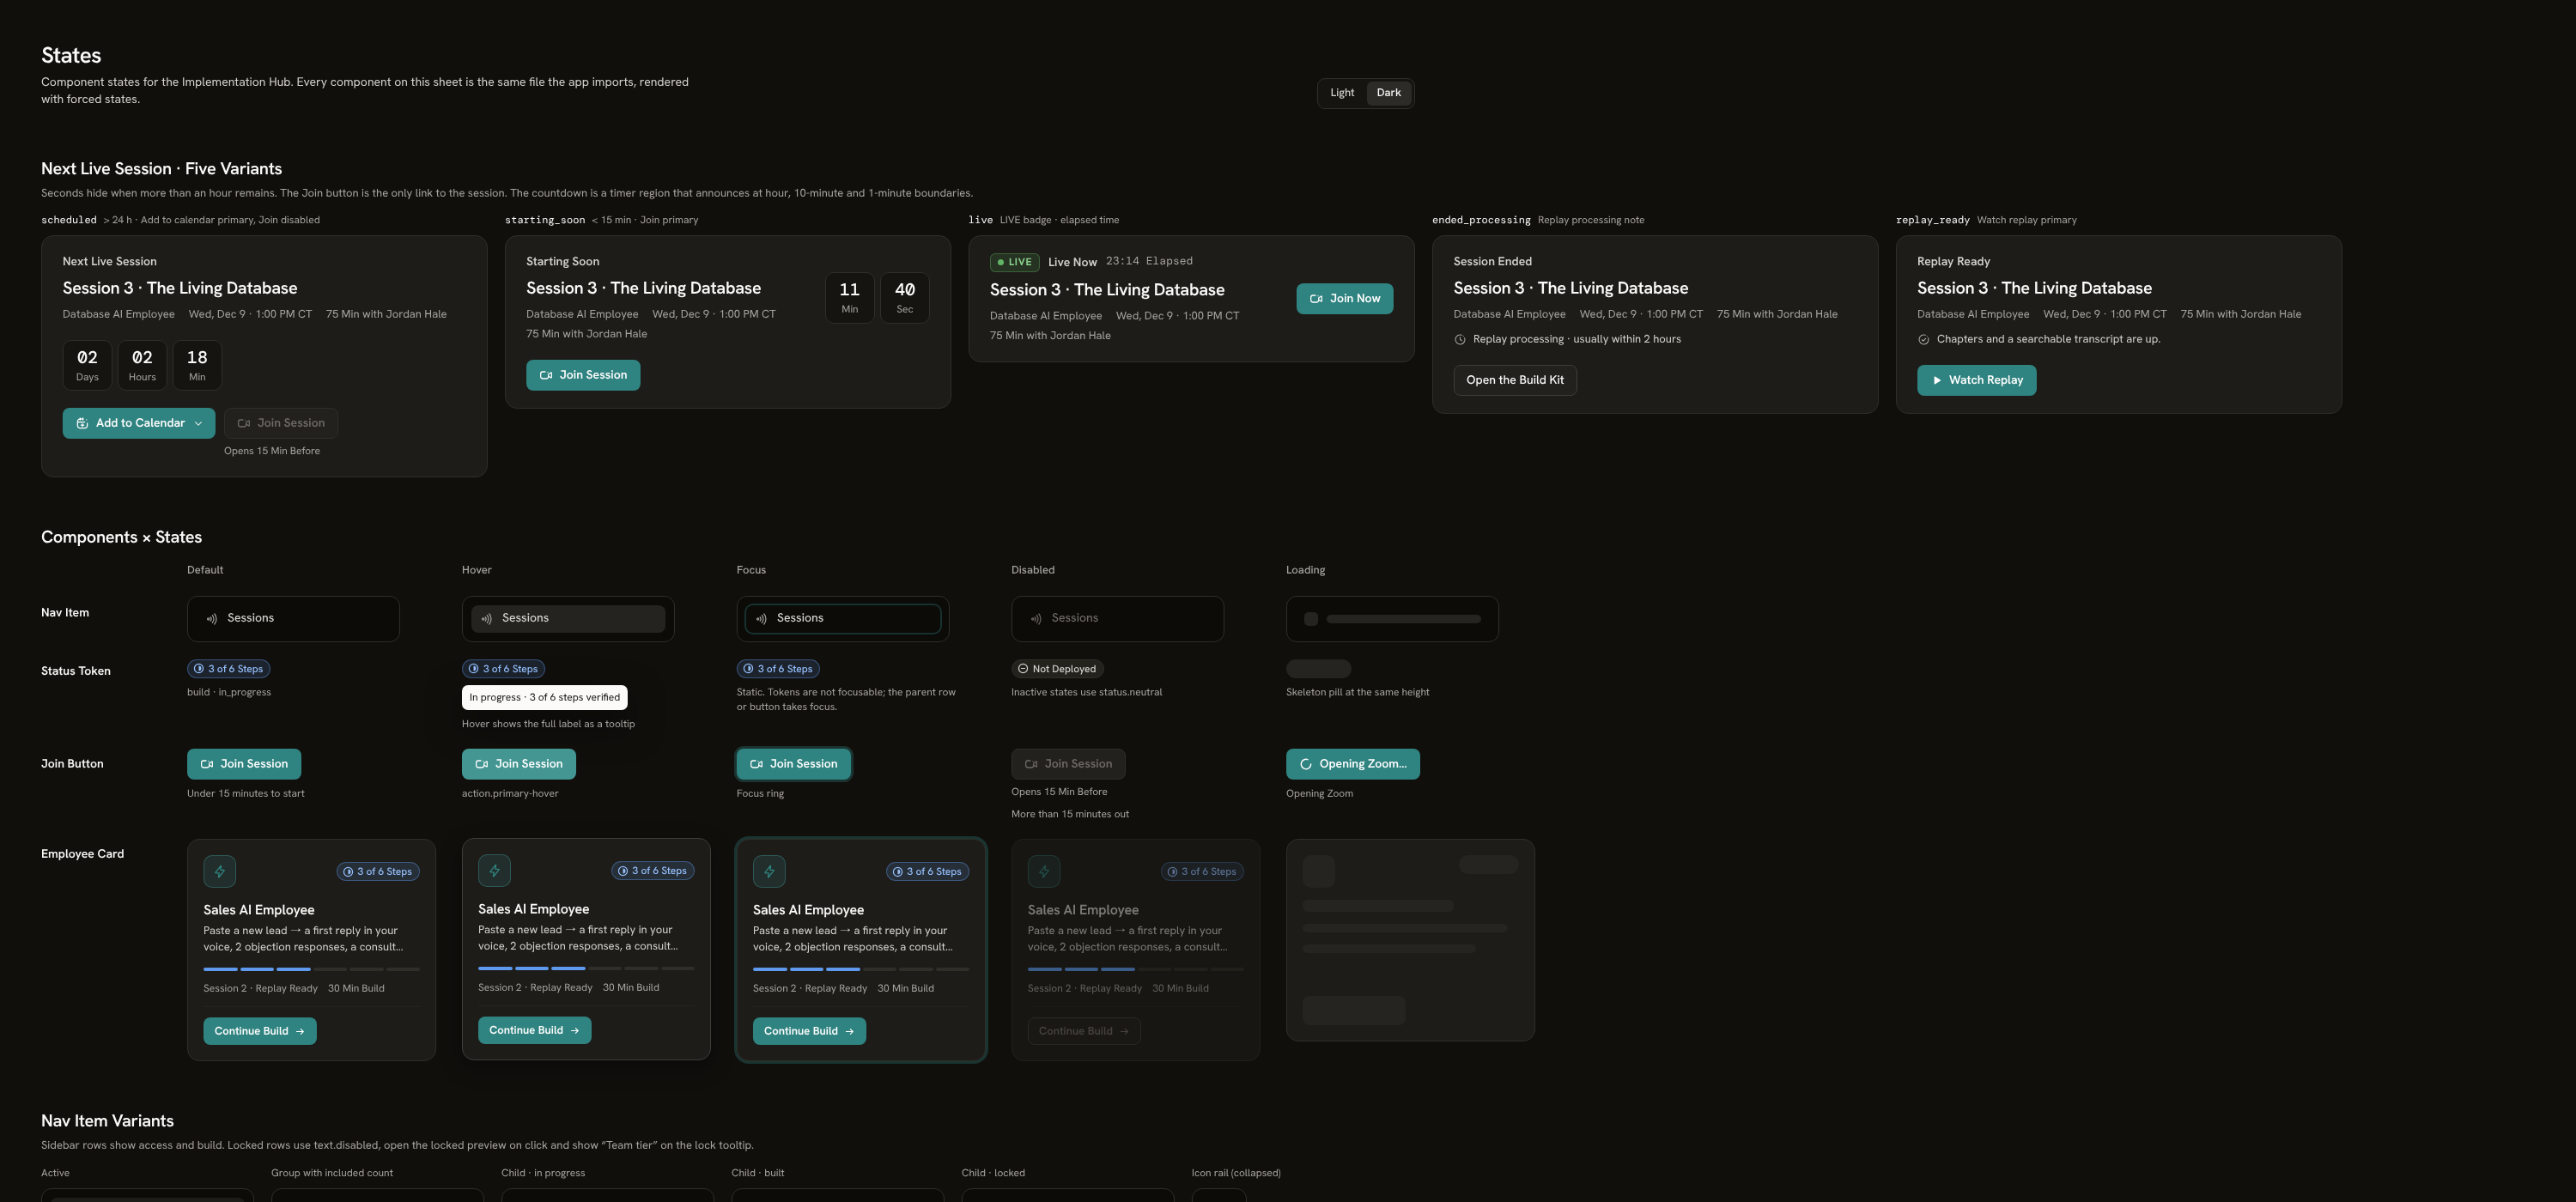 States
Component states for the Implementation Hub. Every component on this sheet is the same file the app imports, rendered
with forced states.
Light
Dark
Next Live Session · Five Variants
Seconds hide when more than an hour remains. The Join button is the only link to the session. The countdown is a timer region that announces at hour, 10-minute and 1-minute boundaries.
scheduled > 24 h · Add to calendar primary, Join disabled
Next Live Session
Session 3 · The Living Database
Database AI Employee Wed, Dec 9 · 1:00 PM CT 75 Min with Jordan Hale
02 02 18
Days Hours Min
Add to Calendar Join Session
Opens 15 Min Before
starting_soon < 15 min · Join primary
Starting Soon
Session 3 · The Living Database
Database AI Employee Wed, Dec 9 · 1:00 PM CT
75 Min with Jordan Hale
11 40
Min Sec
Join Session
live LIVE badge · elapsed time
LIVE Live Now 23:14 Elapsed
Session 3 · The Living Database
Database AI Employee Wed, Dec 9 · 1:00 PM CT
75 Min with Jordan Hale
Join Now
ended_processing Replay processing note
Session Ended
Session 3 · The Living Database
Database AI Employee Wed, Dec 9 · 1:00 PM CT 75 Min with Jordan Hale
Replay processing · usually within 2 hours
Open the Build Kit
replay_ready Watch replay primary
Replay Ready
Session 3 · The Living Database
Database AI Employee Wed, Dec 9 · 1:00 PM CT 75 Min with Jordan Hale
Chapters and a searchable transcript are up.
Watch Replay
Components × States
Default Hover Focus Disabled Loading
Nav Item
Sessions
Sessions
Sessions
Sessions
Status Token
3 of 6 Steps
build · in_progress
3 of 6 Steps
In progress · 3 of 6 steps verified
Hover shows the full label as a tooltip
3 of 6 Steps
Static. Tokens are not focusable; the parent row
or button takes focus.
Not Deployed
Inactive states use status.neutral
Skeleton pill at the same height
Join Button
Join Session
Under 15 minutes to start
Join Session
action.primary-hover
Join Session
Focus ring
Join Session
Opens 15 Min Before
More than 15 minutes out
Opening Zoom...
Opening Zoom
Employee Card
3 of 6 Steps
Sales AI Employee
Paste a new lead → a first reply in your
voice, 2 objection responses, a consult...
Session 2 · Replay Ready 30 Min Build
Continue Build →
3 of 6 Steps
Sales AI Employee
Paste a new lead → a first reply in your
voice, 2 objection responses, a consult...
Session 2 · Replay Ready 30 Min Build
Continue Build →
3 of 6 Steps
Sales AI Employee
Paste a new lead → a first reply in your
voice, 2 objection responses, a consult...
Session 2 · Replay Ready 30 Min Build
Continue Build →
3 of 6 Steps
Sales AI Employee
Paste a new lead → a first reply in your
voice, 2 objection responses, a consult...
Session 2 · Replay Ready 30 Min Build
Continue Build →
Nav Item Variants
Sidebar rows show access and build. Locked rows use text.disabled, open the locked preview on click and show “Team tier” on the lock tooltip.
Active
Group with included count
Child · in progress
Child · built
Child · locked
Icon rail (collapsed)